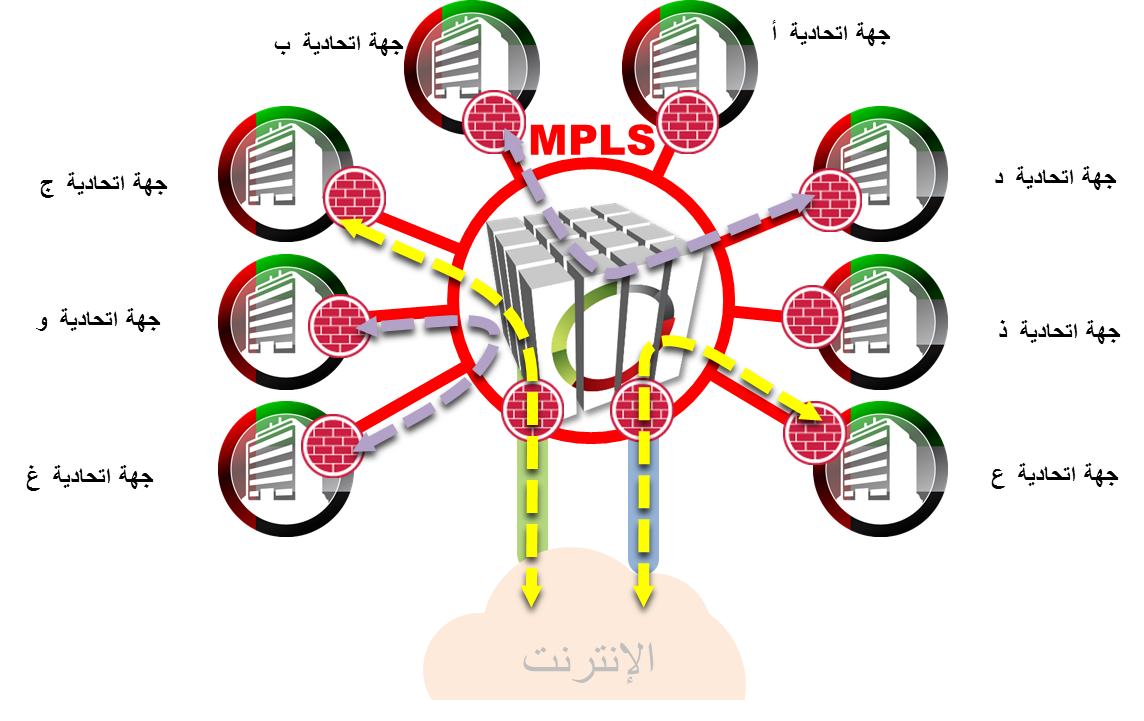 جهة اتحادية أ
جهة اتحادية ب
MPLS
جهة اتحادية د
جهة اتحادية ج
جهة اتحادية ذ
جهة اتحادية و
جهة اتحادية ع
جهة اتحادية غ
الإنترنت